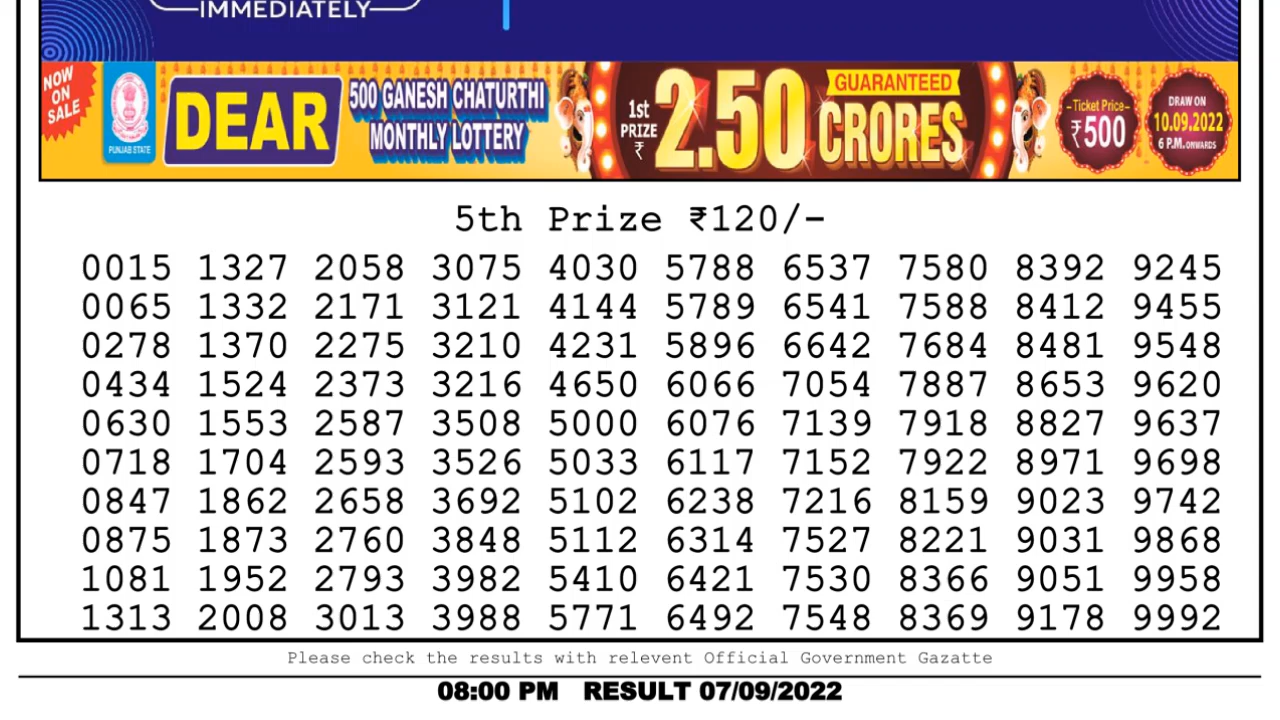 IMMEDIATELY
NOW
ON
SALE
PUNJAB STATE
DEAR
500 GANESH CHATURTHI
MONTHLY LOTTERY
1st
PRIZE
₹
2.50
GUARANTEED
CRORES
Ticket Price
₹500
DRAW ON
10.09.2022
6 P.M. ONWARDS
5th Prize ₹120/-
0015 1327 2058 3075 4030 5788 6537 7580 8392 9245
0065 1332 2171 3121 4144 5789 6541 7588 8412 9455
0278 1370 2275 3210 4231 5896 6642 7684 8481 9548
0434 1524 2373 3216 4650 6066 7054 7887 8653 9620
0630 1553 2587 3508 5000 6076 7139 7918 8827 9637
0718 1704 2593 3526 5033 6117 7152 7922 8971 9698
0847 1862 2658 3692 5102 6238 7216 8159 9023 9742
0875 1873 2760 3848 5112 6314 7527 8221 9031 9868
1081 1952 2793 3982 5410 6421 7530 8366 9051 9958
1313 2008 3013 3988 5771 6492 7548 8369 9178 9992
Please check the results with relevent Official Government Gazatte
08:00 PM RESULT 07/09/2022